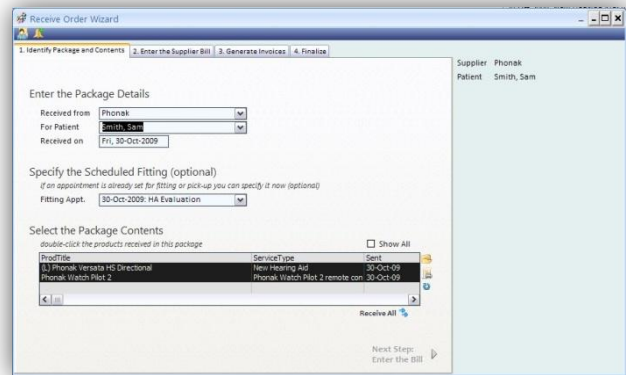 Receive Order Wizard
1. Identify Package and Contents 2. Enter the Supplier Bill 3. Generate Invoices 4. Finalize
Supplier Phonak
Patient Smith, Sam
Enter the Package Details
Received from Phonak
For Patient Smith, Sam
Received on Fri, 30-Oct-2009
Specify the Scheduled Fitting (optional)
if an appointment is already set for fitting or pick-up you can specify it now (optional)
Fitting Appt. 30-Oct-2009: HA Evaluation
Select the Package Contents
double-click the products received in this package Show All
ProdTitle ServiceType Sent
(L) Phonak Versata HS Directional New Hearing Aid 30-Oct-09
Phonak Watch Pilot 2 Phonak Watch Pilot 2 remote con 30-Oct-09
Receive All
Next Step:
Enter the Bill